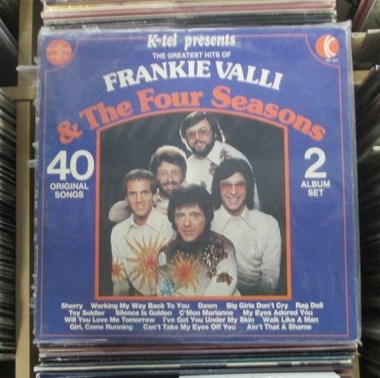 K-tel presents
THE GREATEST HITS OF
FRANKIE VALLI
& The Four Seasons
40
ORIGINAL
SONGS
2
ALBUM
SET
Sherry Working My Way Back To You Dawn Big Girls Don't Cry Rag Doll
Toy Soldier Silence Is Golden C'Mon Marianne My Eyes Adored You
Will You Love Me Tomorrow I've Got You Under My Skin Walk Like A Man
Girl, Come Running Can't Take My Eyes Off You Ain't That A Shame